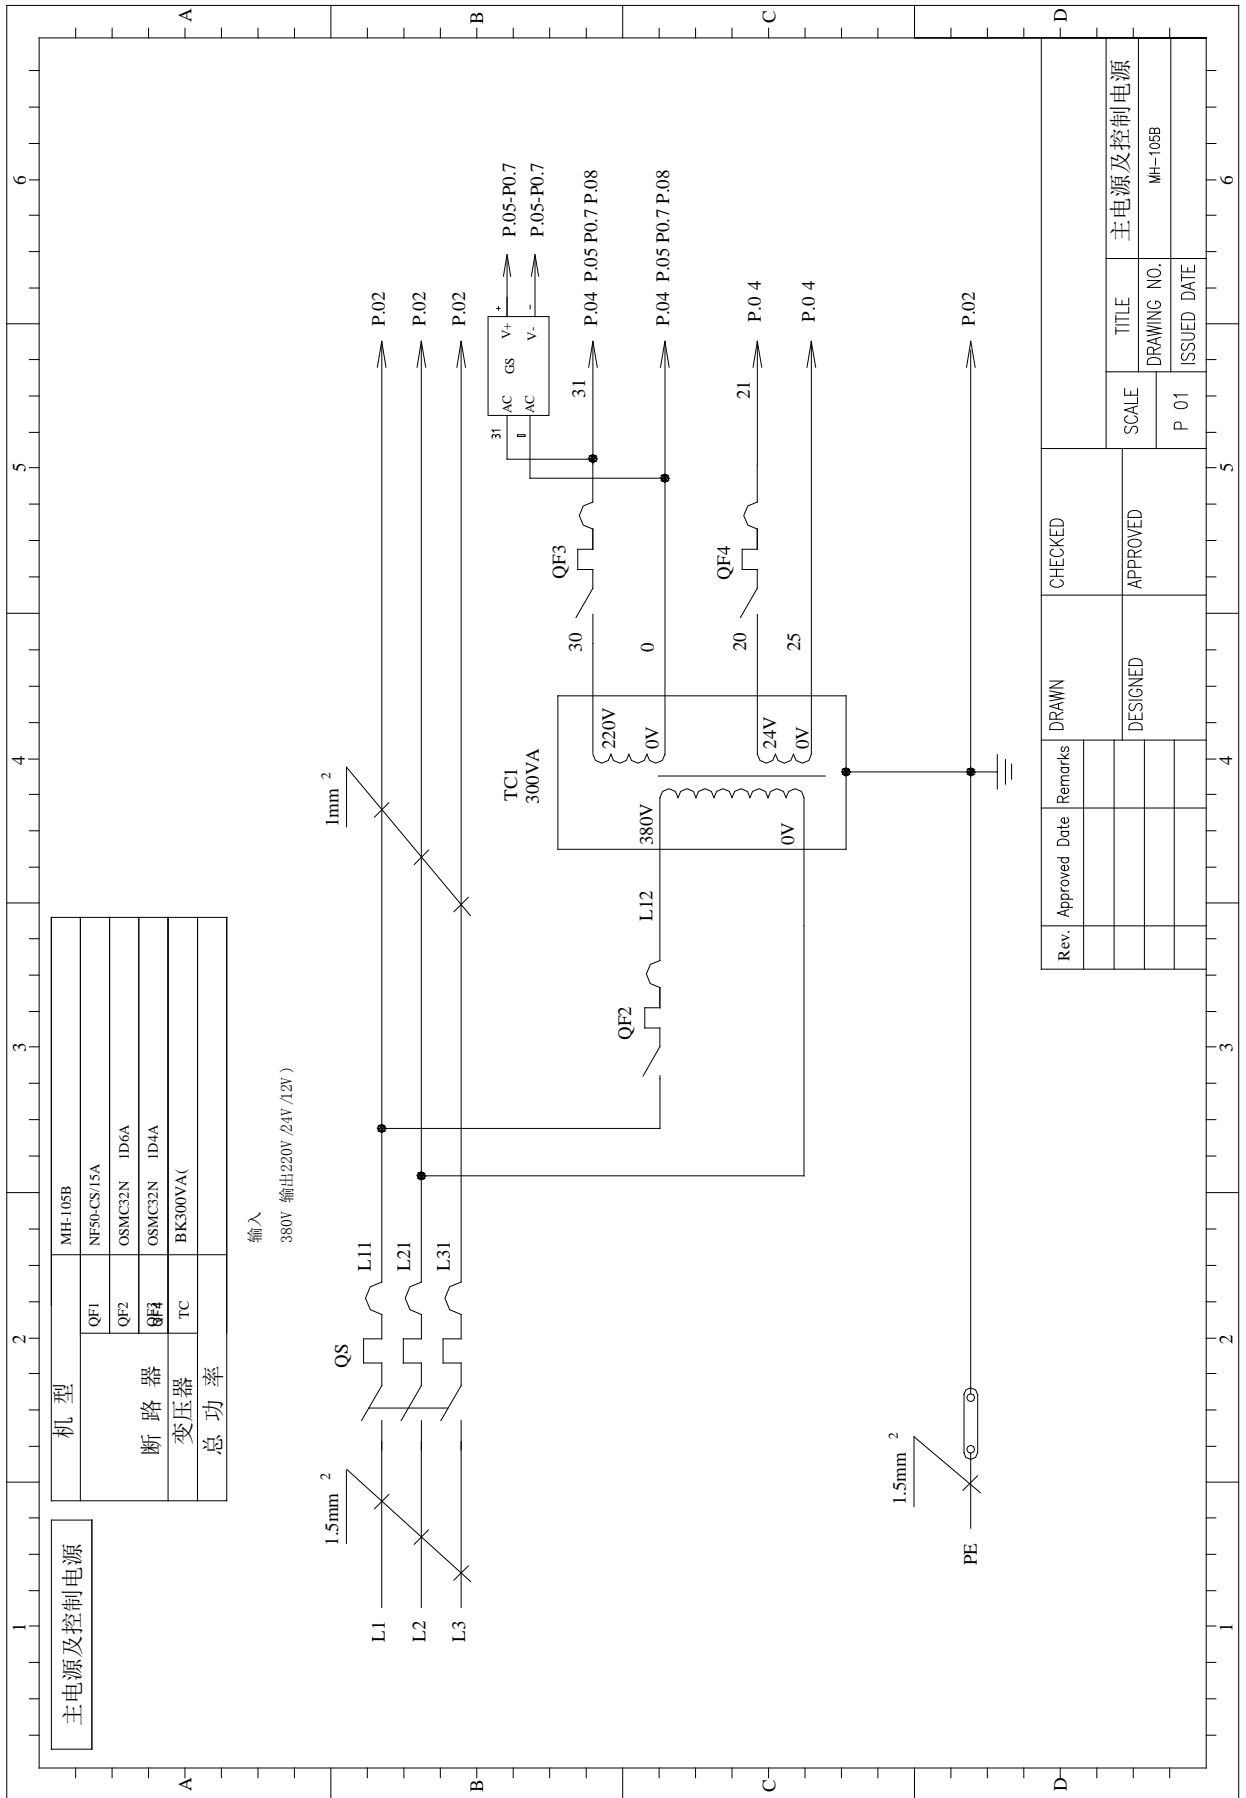 1 2 3 4 5 6
A
B
C
D
主电源及控制电源
机 型
MH-105B
断 路 器
QF1
NF50-CS/15A
QF2
OSMC32N 1D6A
OSMC32N 1D4A
变压器
TC
BK300VA(
总 功 率
输入
380V 输出220V /24V /12V )
1.5mm 2
L1
L2
L3
QS
L11
L21
L31
1mm 2
P.02
P.02
P.02
31
AC
AC
GS
V+
V-
+
-
P.05-P0.7
P.05-P0.7
QF2
L12
TC1
300VA
380V
0V
220V
0V
24V
0V
30
0
20
25
QF3
QF4
31
21
P.04 P.05 P0.7 P.08
P.04 P.05 P0.7 P.08
P.0 4
P.0 4
1.5mm 2
PE
P.02
Rev.
Approved
Date
Remarks
DRAWN
CHECKED
DESIGNED
APPROVED
SCALE
P 01
TITLE
主电源及控制电源
DRAWING NO.
MH-105B
ISSUED DATE
1 2 3 4 5 6
A
B
C
D